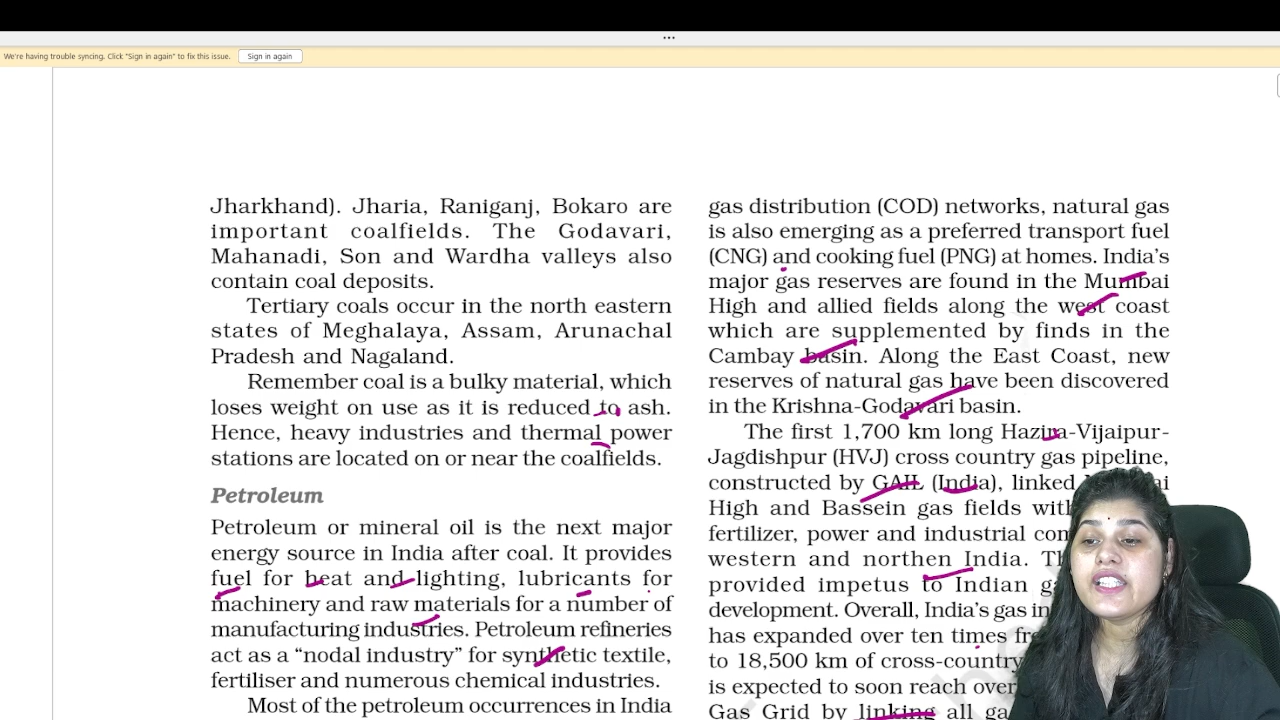 We're having trouble syncing. Click "Sign in again" to fix this issue. Sign in again
Jharkhand). Jharia, Raniganj, Bokaro are
important coalfields. The Godavari,
Mahanadi, Son and Wardha valleys also
contain coal deposits.
Tertiary coals occur in the north eastern
states of Meghalaya, Assam, Arunachal
Pradesh and Nagaland.
Remember coal is a bulky material, which
loses weight on use as it is reduced to ash.
Hence, heavy industries and thermal power
stations are located on or near the coalfields.
Petroleum
Petroleum or mineral oil is the next major
energy source in India after coal. It provides
fuel for heat and lighting, lubricants for
machinery and raw materials for a number of
manufacturing industries. Petroleum refineries
act as a “nodal industry” for synthetic textile,
fertiliser and numerous chemical industries.
Most of the petroleum occurrences in India
gas distribution (COD) networks, natural gas
is also emerging as a preferred transport fuel
(CNG) and cooking fuel (PNG) at homes. India's
major gas reserves are found in the Mumbai
High and allied fields along the west coast
which are supplemented by finds in the
Cambay basin. Along the East Coast, new
reserves of natural gas have been discovered
in the Krishna-Godavari basin.
The first 1,700 km long Hazira-Vijaipur-
Jagdishpur (HVJ) cross country gas pipeline,
constructed by GAIL (India), linked
High and Bassein gas fields
fertilizer, power and industrial
western and northen India.
provided impetus to Indian
development. Overall, India's gas
has expanded over ten times
to 18,500 km of cross-country
is expected to soon reach
Gas Grid by linking all